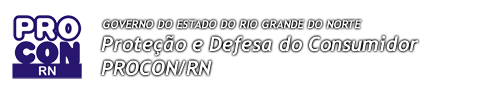 PRO
CON
RN
GOVERNO DO ESTADO DO RIO GRANDE DO NORTE
Proteção e Defesa do Consumidor
PROCON/RN